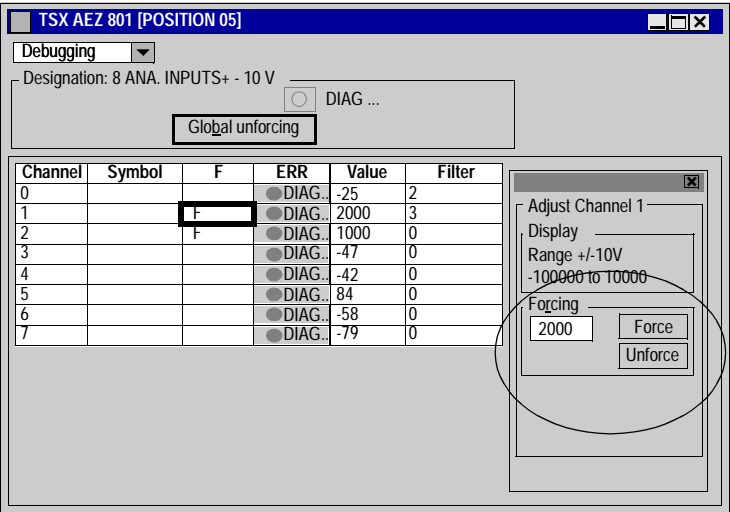 TSX AEZ 801 [POSITION 05]
Debugging
Designation: 8 ANA. INPUTS+ - 10 V
DIAG ...
Global unforcing
Channel Symbol F ERR Value Filter
0 DIAG.. -25 2
1 F DIAG.. 2000 3
2 F DIAG.. 1000 0
3 DIAG.. -47 0
4 DIAG.. -42 0
5 DIAG.. 84 0
6 DIAG.. -58 0
7 DIAG.. -79 0
Adjust Channel 1
Display
Range +/-10V
-100000 to 10000
Forcing
2000 Force
Unforce